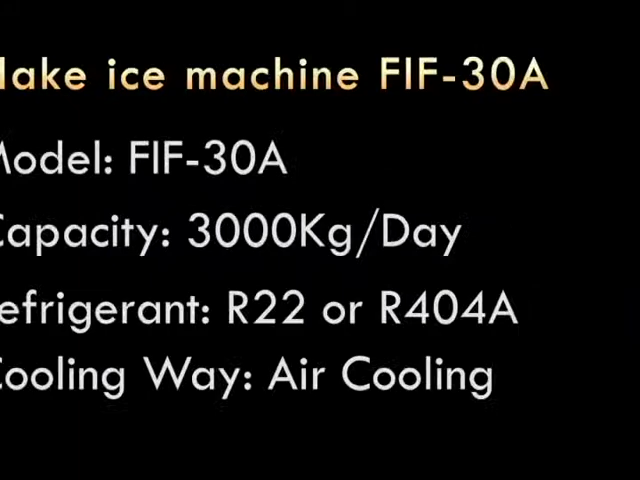 lake ice machine FIF-30A
Model: FIF-30A
Capacity: 3000Kg/Day
efrigerant: R22 or R404A
Cooling Way: Air Cooling